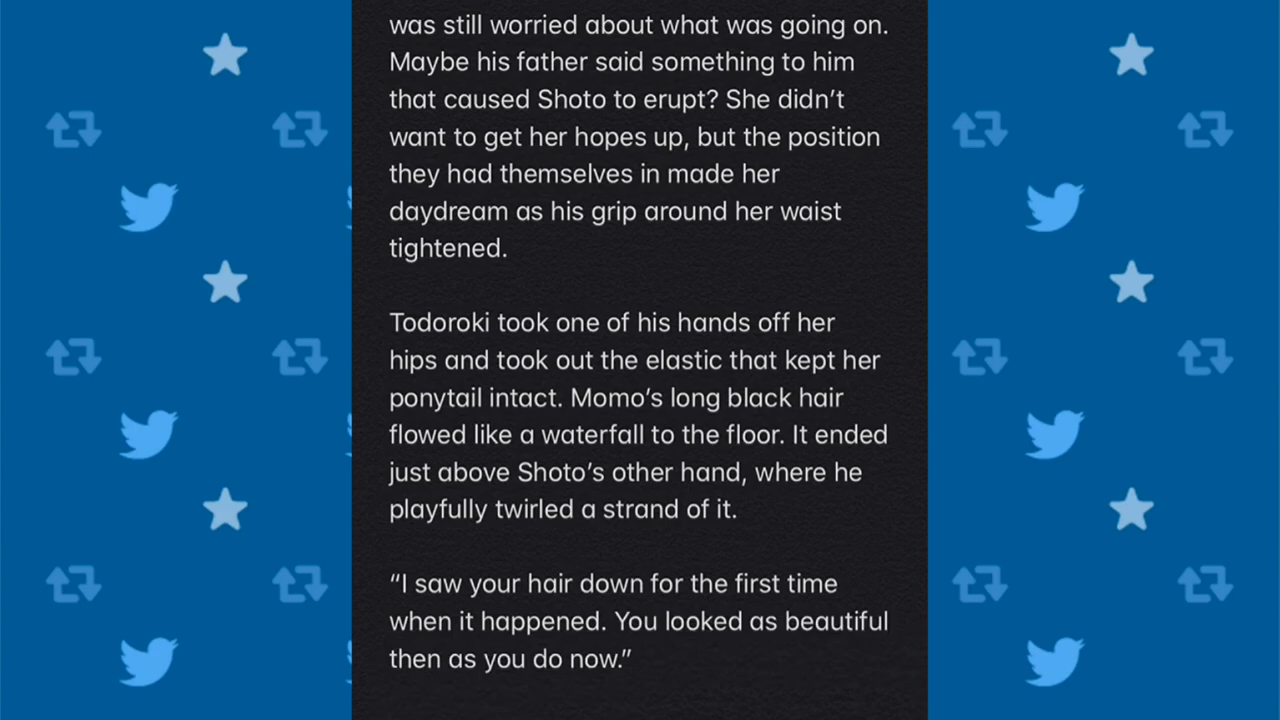 was still worried about what was going on.
Maybe his father said something to him
that caused Shoto to erupt? She didn’t
want to get her hopes up, but the position
they had themselves in made her
daydream as his grip around her waist
tightened.
Todoroki took one of his hands off her
hips and took out the elastic that kept her
ponytail intact. Momo’s long black hair
flowed like a waterfall to the floor. It ended
just above Shoto’s other hand, where he
playfully twirled a strand of it.
“I saw your hair down for the first time
when it happened. You looked as beautiful
then as you do now.”